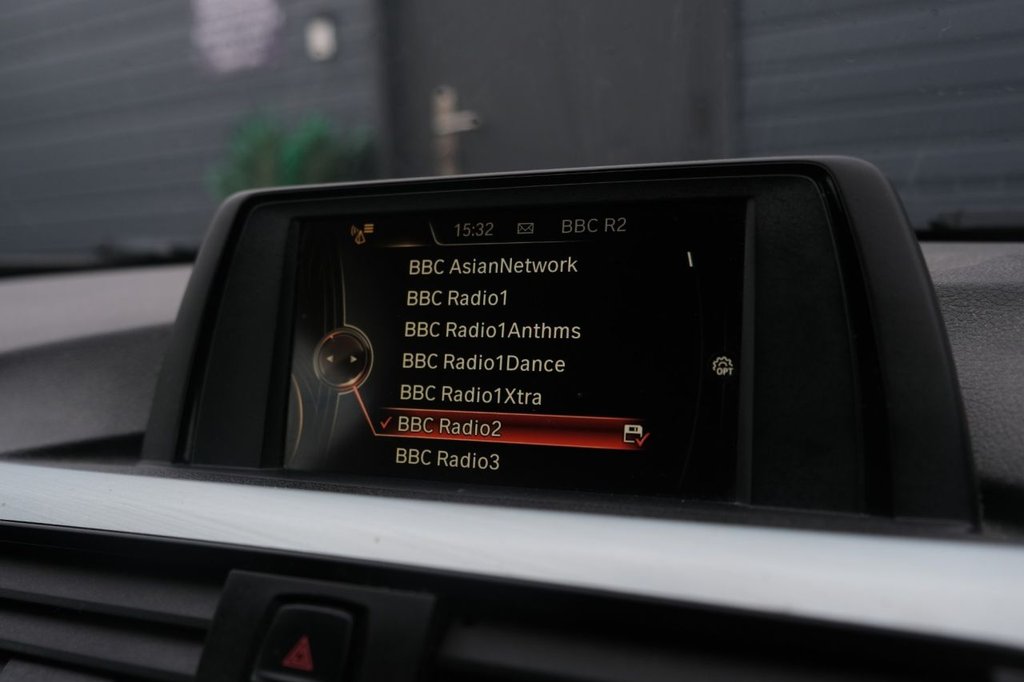 15:32 BBC R2
BBC AsianNetwork
BBC Radio1
BBC Radio1Anthms
BBC Radio1Dance
OPT
BBC Radio1Xtra
BBC Radio2
BBC Radio3